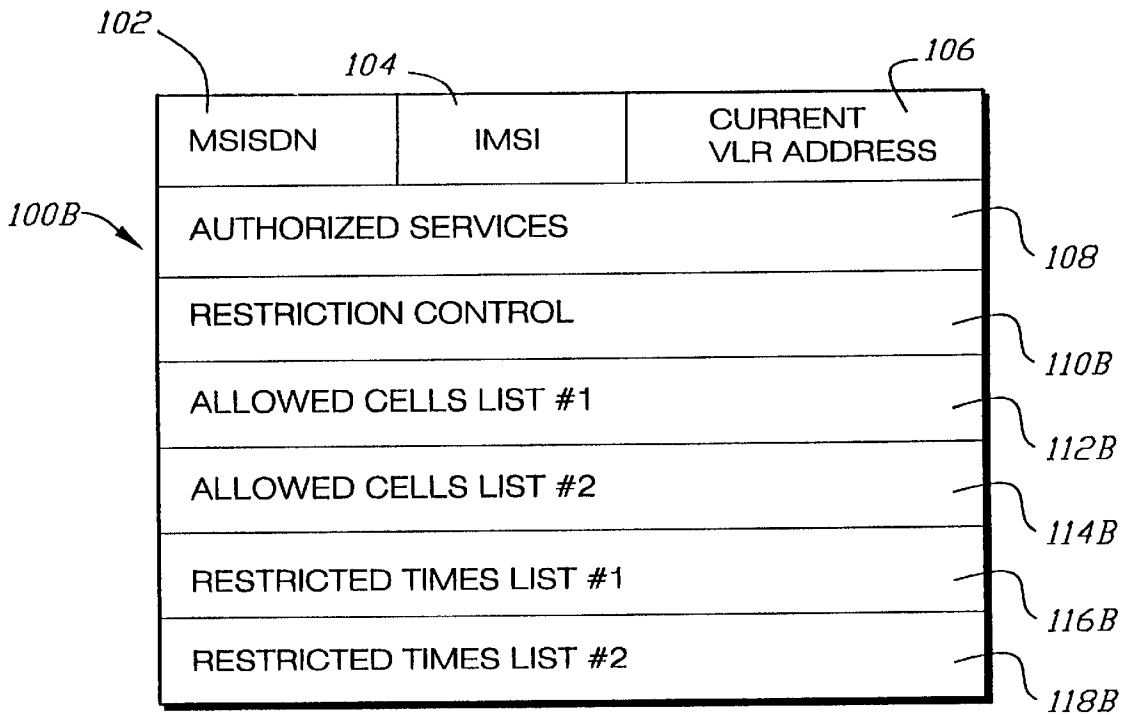 102
104
106
MSISDN
IMSI
CURRENT
VLR ADDRESS
100B
AUTHORIZED SERVICES
108
RESTRICTION CONTROL
110B
ALLOWED CELLS LIST #1
112B
ALLOWED CELLS LIST #2
114B
RESTRICTED TIMES LIST #1
116B
RESTRICTED TIMES LIST #2
118B